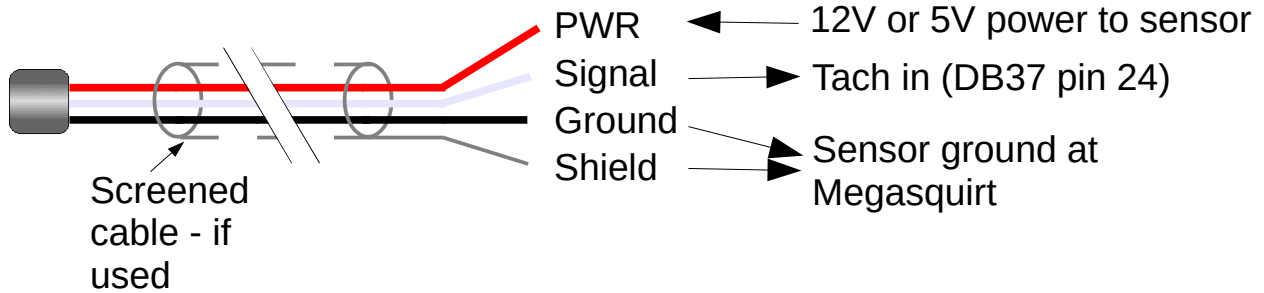 PWR
12V or 5V power to sensor
Signal
Tach in (DB37 pin 24)
Ground
Shield
Sensor ground at
Megasquirt
Screened
cable - if
used